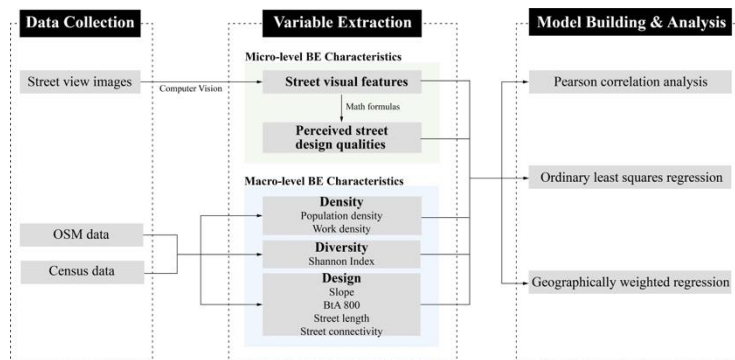 Data Collection
Variable Extraction
Model Building & Analysis
Micro-level BE Characteristics
Street view images
Computer Vision
Street visual features
Math formulas
Perceived street
design qualities
Pearson correlation analysis
Ordinary least squares regression
Geographically weighted regression
Macro-level BE Characteristics
OSM data
Census data
Density
Population density
Work density
Diversity
Shannon Index
Design
Slope
BtA 800
Street length
Street connectivity